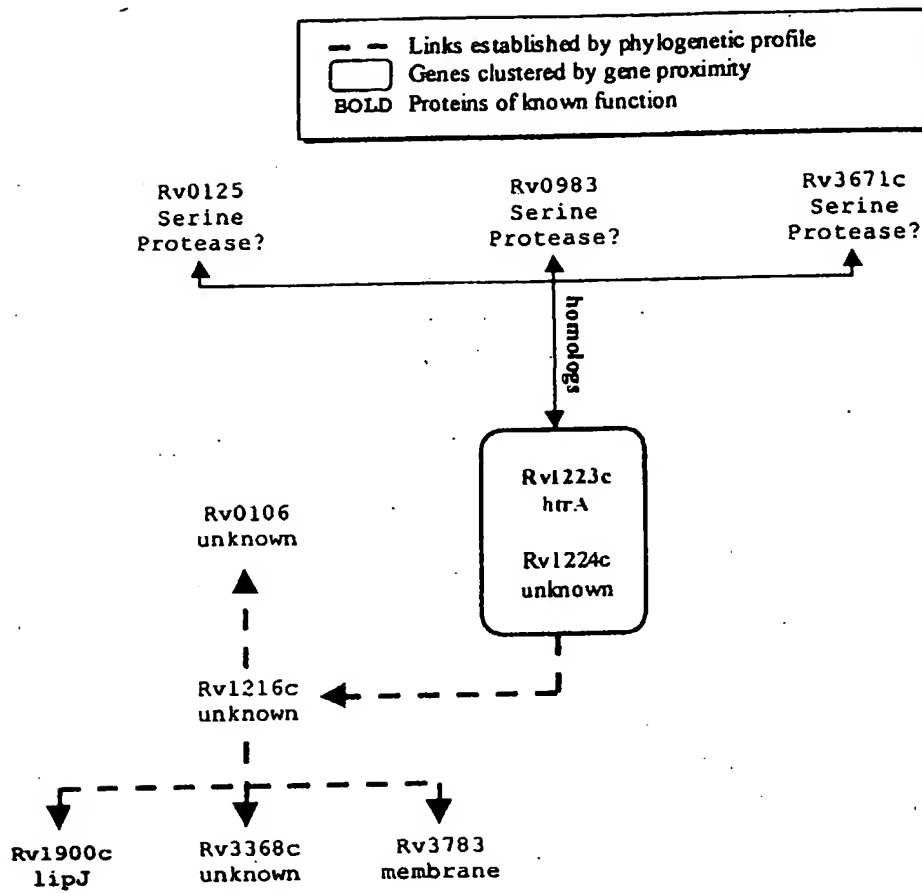 Links established by phylogenetic profile
Genes clustered by gene proximity
BOLD Proteins of known function
Rv0125
Serine
Protease?
Rv0983
Serine
Protease?
Rv3671c
Serine
Protease?
homologs
Rv1223c
htrA
Rv1224c
unknown
Rv0106
unknown
Rv1216c
unknown
Rv1900c
lipJ
Rv3368c
unknown
Rv3783
membrane